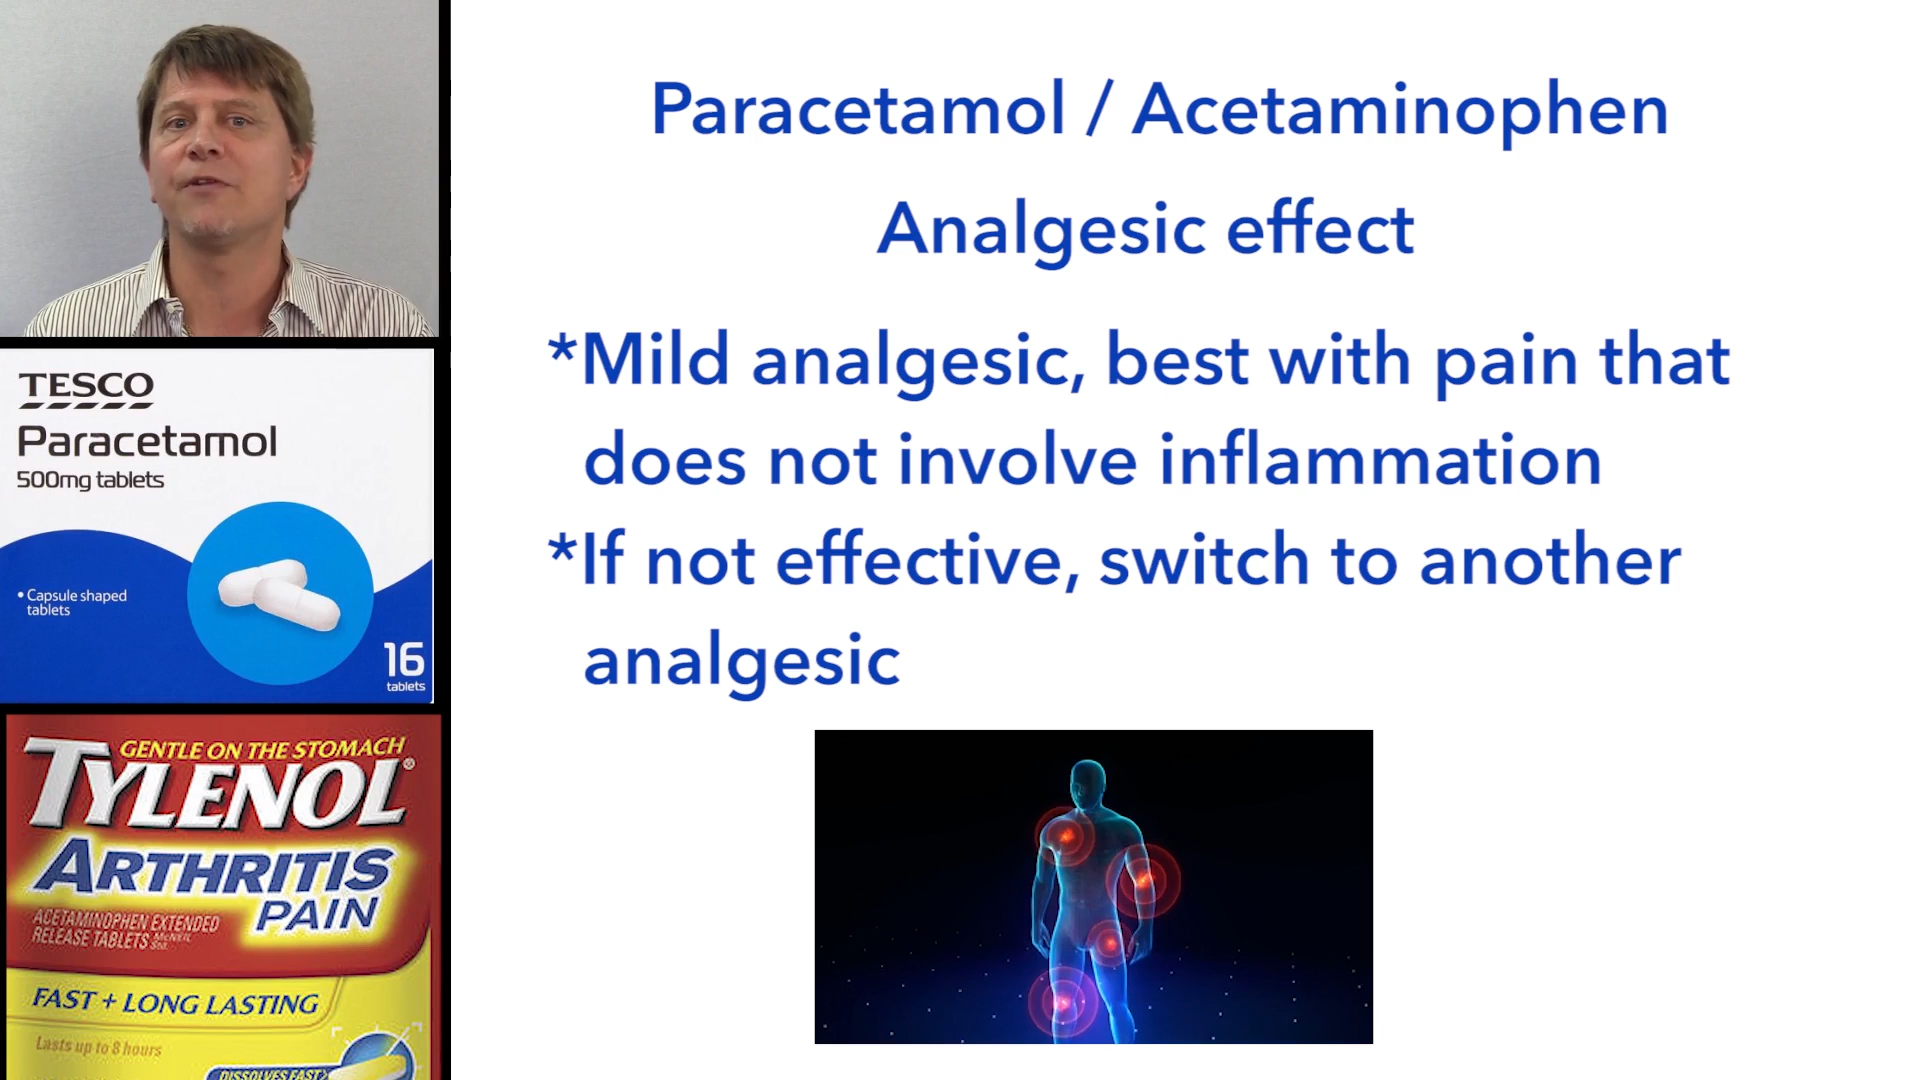 Paracetamol / Acetaminophen
Analgesic effect
*Mild analgesic, best with pain that
does not involve inflammation
*If not effective, switch to another
analgesic
TESCO
Paracetamol
500mg tablets
• Capsule shaped
tablets
16
tablets
GENTLE ON THE STOMACH
TYLENOL®
ARTHRITIS
PAIN
ACETAMINOPHEN EXTENDED
RELEASE TABLETS
FAST + LONG LASTING
Lasts up to 8 hours
DISSOLVES FAST